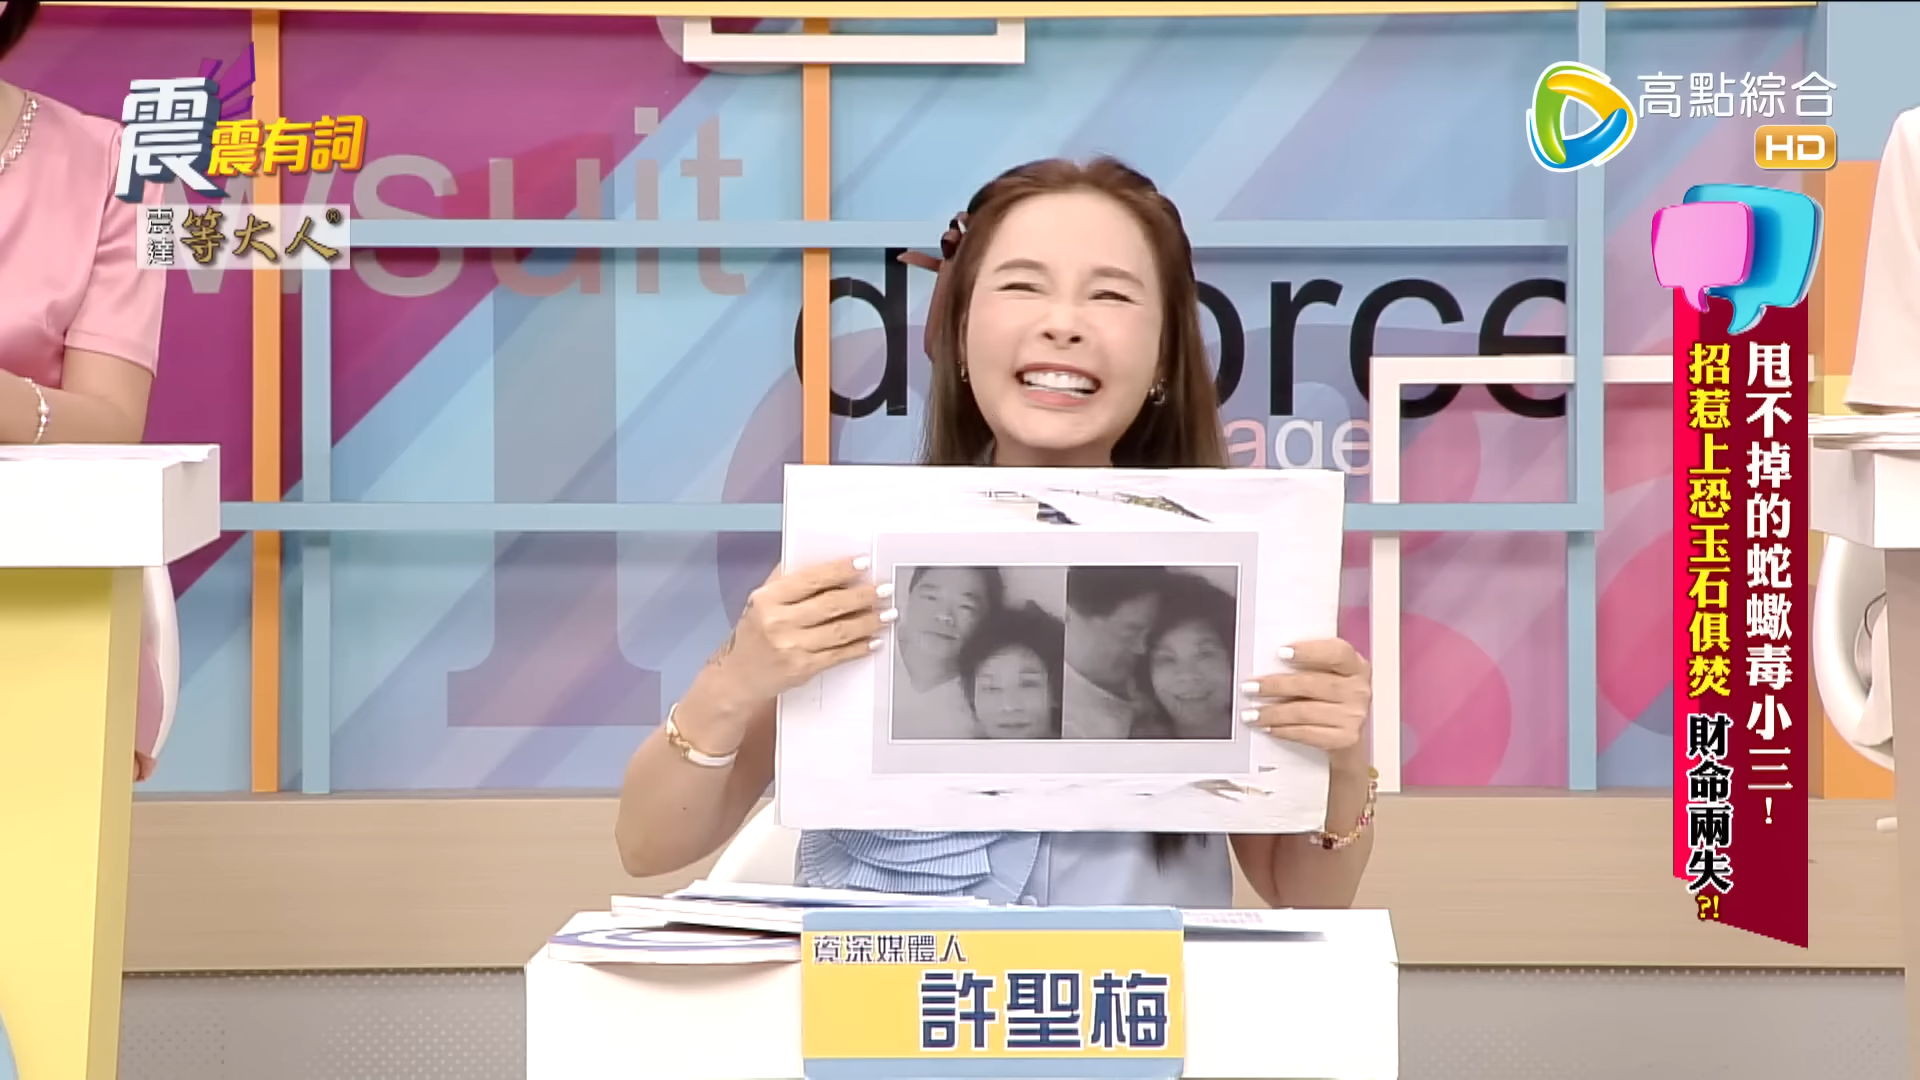 震震有詞
震達 等大人®
高點綜合
HD
wsuit
d orce
age
甩不掉的蛇蠍毒小三！
招惹上恐玉石俱焚 財命兩失?!
資深媒體人
許聖梅